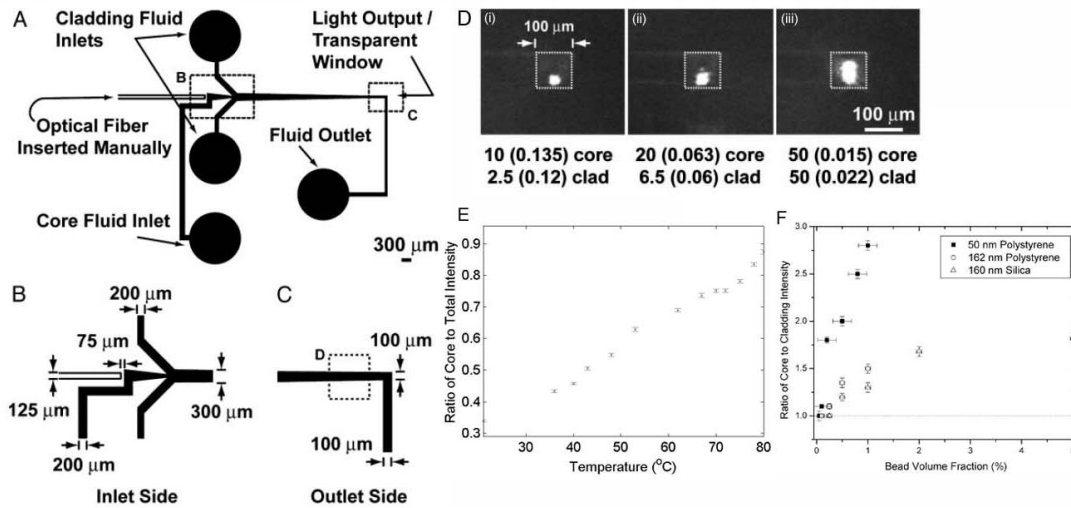 A
Cladding Fluid
Inlets
Light Output /
Transparent
Window
B
C
Optical Fiber
Inserted Manually
Fluid Outlet
Core Fluid Inlet
300 μm
B
200 μm
75 μm
125 μm
300 μm
200 μm
Inlet Side
C
D
100 μm
100 μm
Outlet Side
D
(i)
100 μm
(ii)
(iii)
100 μm
10 (0.135) core
2.5 (0.12) clad
20 (0.063) core
6.5 (0.06) clad
50 (0.015) core
50 (0.022) clad
E
Ratio of Core to Total Intensity
0.9
0.8
0.7
0.6
0.5
0.4
0.3
30 40 50 60 70 80
Temperature (°C)
F
Ratio of Core to Cladding Intensity
3.0
2.5
2.0
1.5
1.0
50 nm Polystyrene
162 nm Polystyrene
160 nm Silica
0 1 2 3 4 5
Bead Volume Fraction (%)